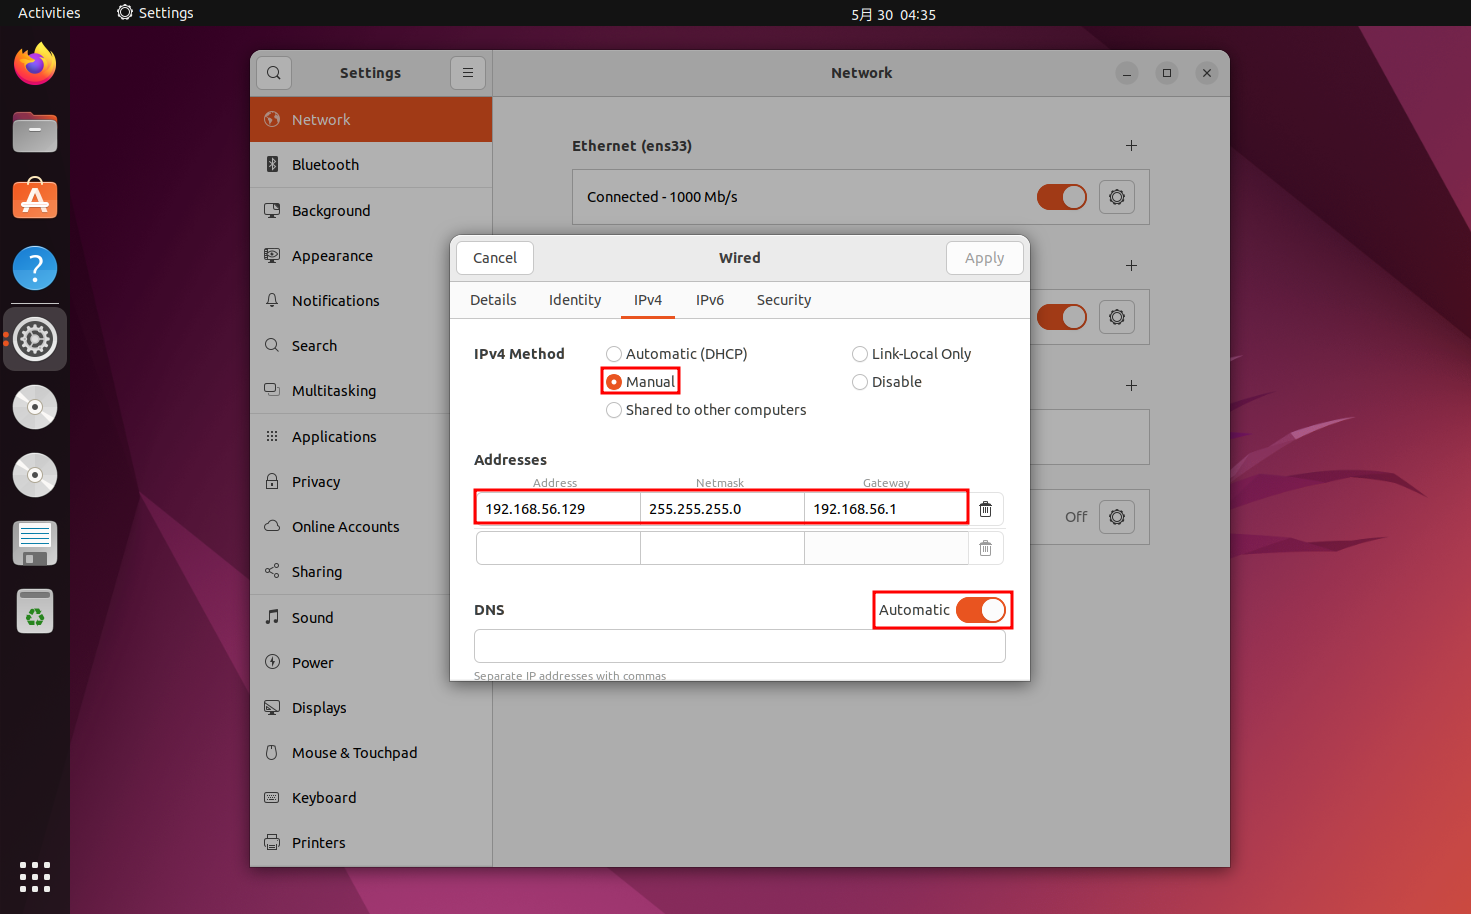 Activities
Settings
5月 30 04:35
Settings
Network
Network
Bluetooth
Background
Appearance
Notifications
Search
Multitasking
Applications
Privacy
Online Accounts
Sharing
Sound
Power
Displays
Mouse & Touchpad
Keyboard
Printers
Ethernet (ens33)
Connected - 1000 Mb/s
Off
Cancel
Wired
Apply
Details
Identity
IPv4
IPv6
Security
IPv4 Method
Automatic (DHCP)
Link-Local Only
Manual
Disable
Shared to other computers
Addresses
Address
Netmask
Gateway
192.168.56.129
255.255.255.0
192.168.56.1
DNS
Automatic
Separate IP addresses with commas